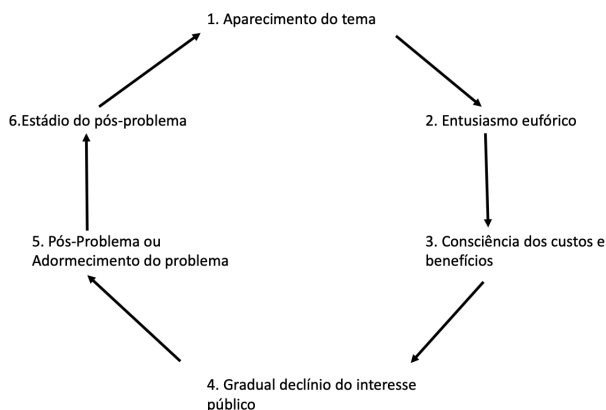 1. Aparecimento do tema
2. Entusiasmo eufórico
3. Consciência dos custos e
benefícios
4. Gradual declínio do interesse
público
5. Pós-Problema ou
Adormecimento do problema
6.Estádio do pós-problema